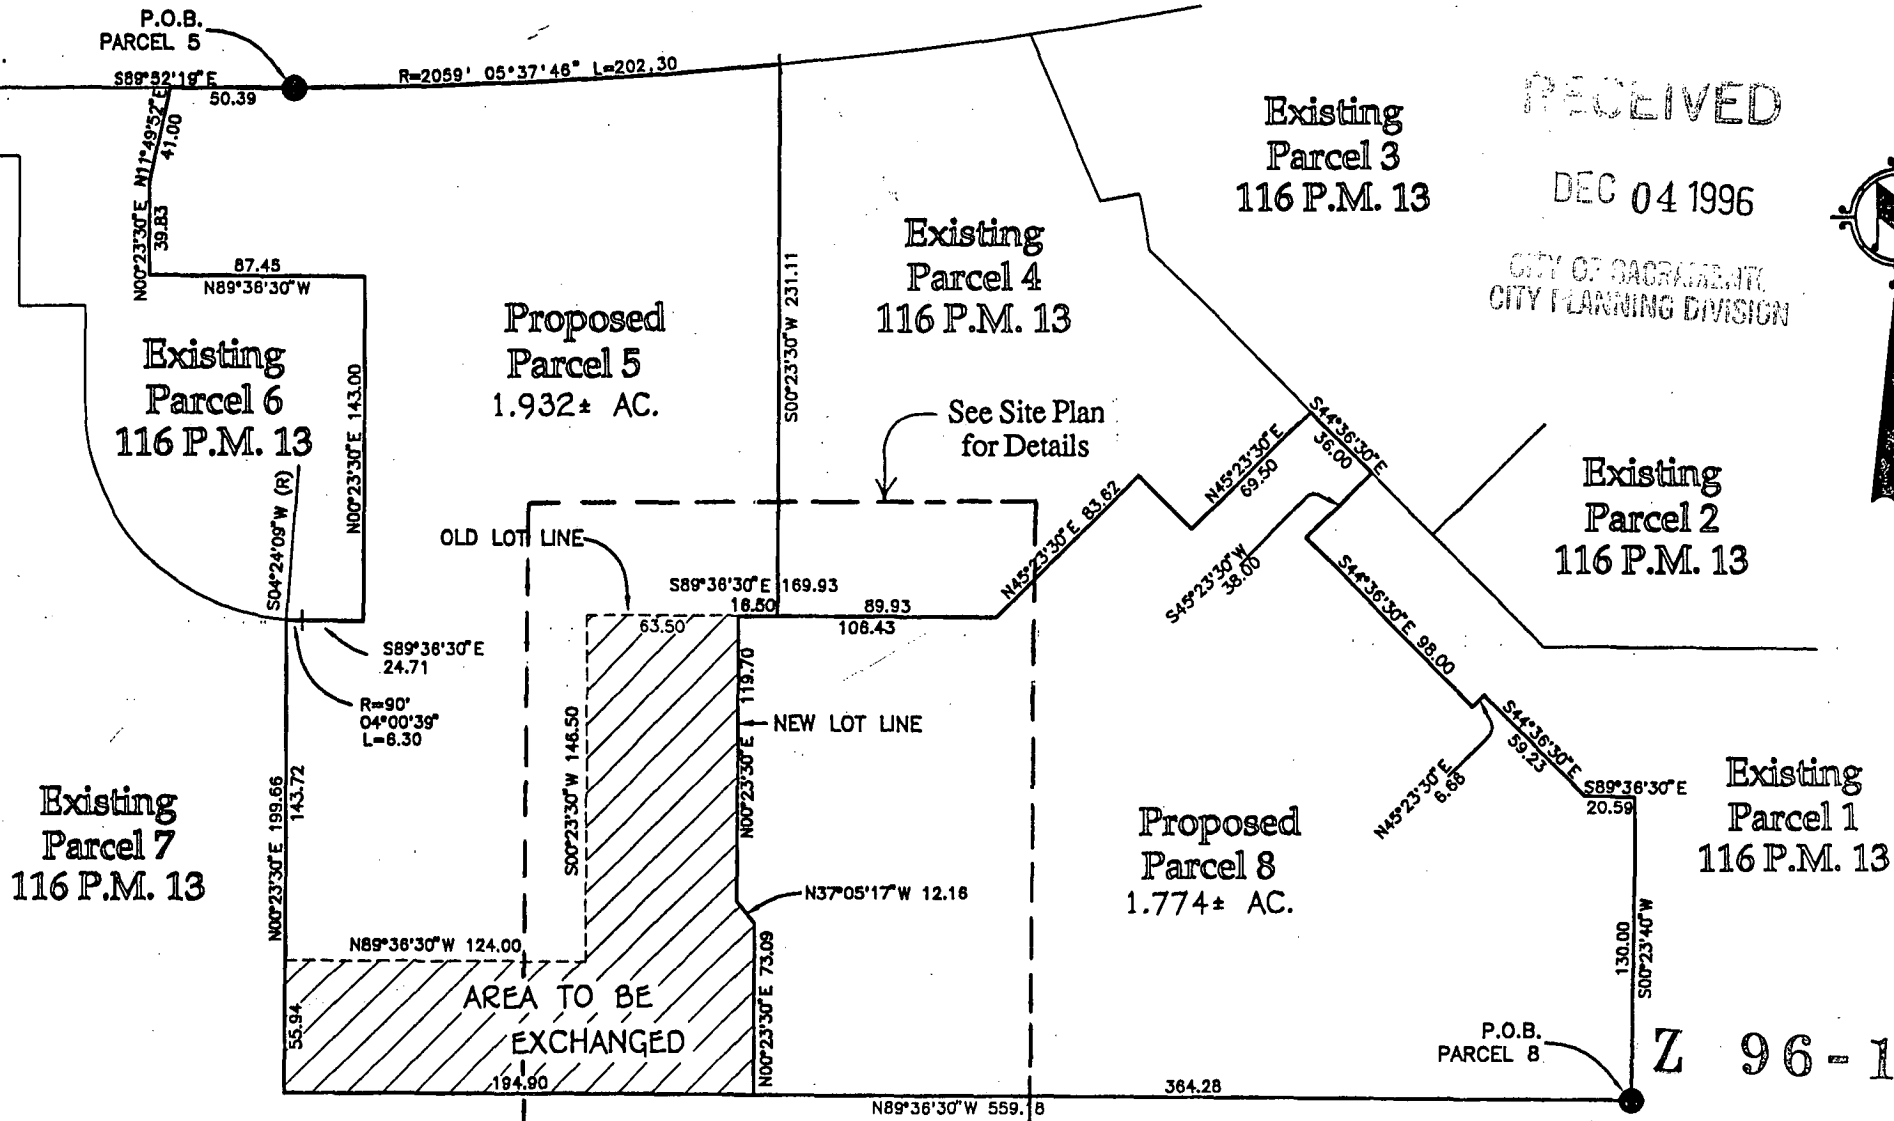 P.O.B.
PARCEL 5
S89°52'19"E
50.39
R=2059' 05°37'46" L=202.30
N11°49'52"E
41.00
N00°23'30"E
39.83
87.45
N89°36'30"W
Existing
Parcel 6
116 P.M. 13
N00°23'30"E 143.00
S04°24'09"W (R)
Proposed
Parcel 5
1.932± AC.
S00°23'30"W 231.11
Existing
Parcel 4
116 P.M. 13
Existing
Parcel 3
116 P.M. 13
RECEIVED
DEC 04 1996
CITY OF SACRAMENTO
CITY PLANNING DIVISION
See Site Plan
for Details
OLD LOT LINE
S89°36'30"E 169.93
16.50
89.93
63.50
106.43
N45°23'30"E 83.62
N45°23'30"E
69.50
S44°36'30"E
36.00
S45°23'30"W
38.00
S44°36'30"E 98.00
Existing
Parcel 2
116 P.M. 13
S89°36'30"E
24.71
R=90'
04°00'39"
L=6.30
S00°23'30"W 146.50
N00°23'30"E 119.70
NEW LOT LINE
N45°23'30"E
6.68
S44°36'30"E
59.23
S89°36'30"E
20.59
Existing
Parcel 7
116 P.M. 13
N00°23'30"E 199.66
143.72
Proposed
Parcel 8
1.774± AC.
Existing
Parcel 1
116 P.M. 13
N37°05'17"W 12.16
N89°36'30"W 124.00
AREA TO BE
EXCHANGED
55.94
N00°23'30"E 73.09
130.00
S00°23'40"W
P.O.B.
PARCEL 8
Z 96-1
194.90
364.28
N89°36'30"W 559.18